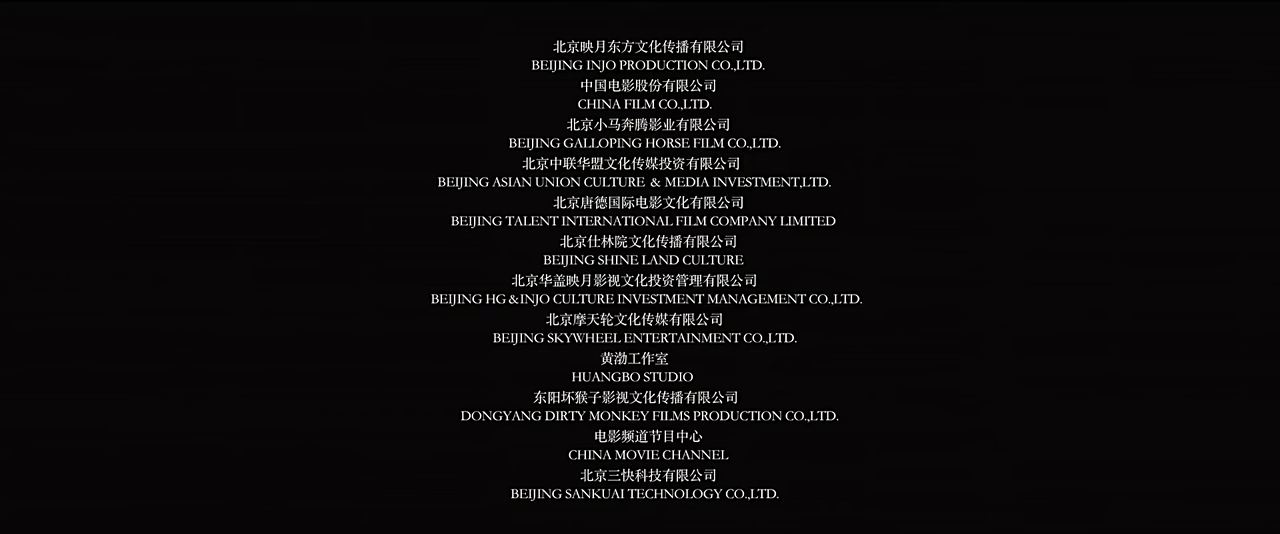 北京映月东方文化传播有限公司
BEIJING INJO PRODUCTION CO.,LTD.
中国电影股份有限公司
CHINA FILM CO.,LTD.
北京小马奔腾影业有限公司
BEIJING GALLOPING HORSE FILM CO.,LTD.
北京中联华盟文化传媒投资有限公司
BEIJING ASIAN UNION CULTURE & MEDIA INVESTMENT,LTD.
北京唐德国际电影文化有限公司
BEIJING TALENT INTERNATIONAL FILM COMPANY LIMITED
北京仕林院文化传播有限公司
BEIJING SHINE LAND CULTURE
北京华盖映月影视文化投资管理有限公司
BEIJING HG &INJO CULTURE INVESTMENT MANAGEMENT CO.,LTD.
北京摩天轮文化传媒有限公司
BEIJING SKYWHEEL ENTERTAINMENT CO.,LTD.
黄渤工作室
HUANGBO STUDIO
东阳坏猴子影视文化传播有限公司
DONGYANG DIRTY MONKEY FILMS PRODUCTION CO.,LTD.
电影频道节目中心
CHINA MOVIE CHANNEL
北京三快科技有限公司
BEIJING SANKUAI TECHNOLOGY CO.,LTD.